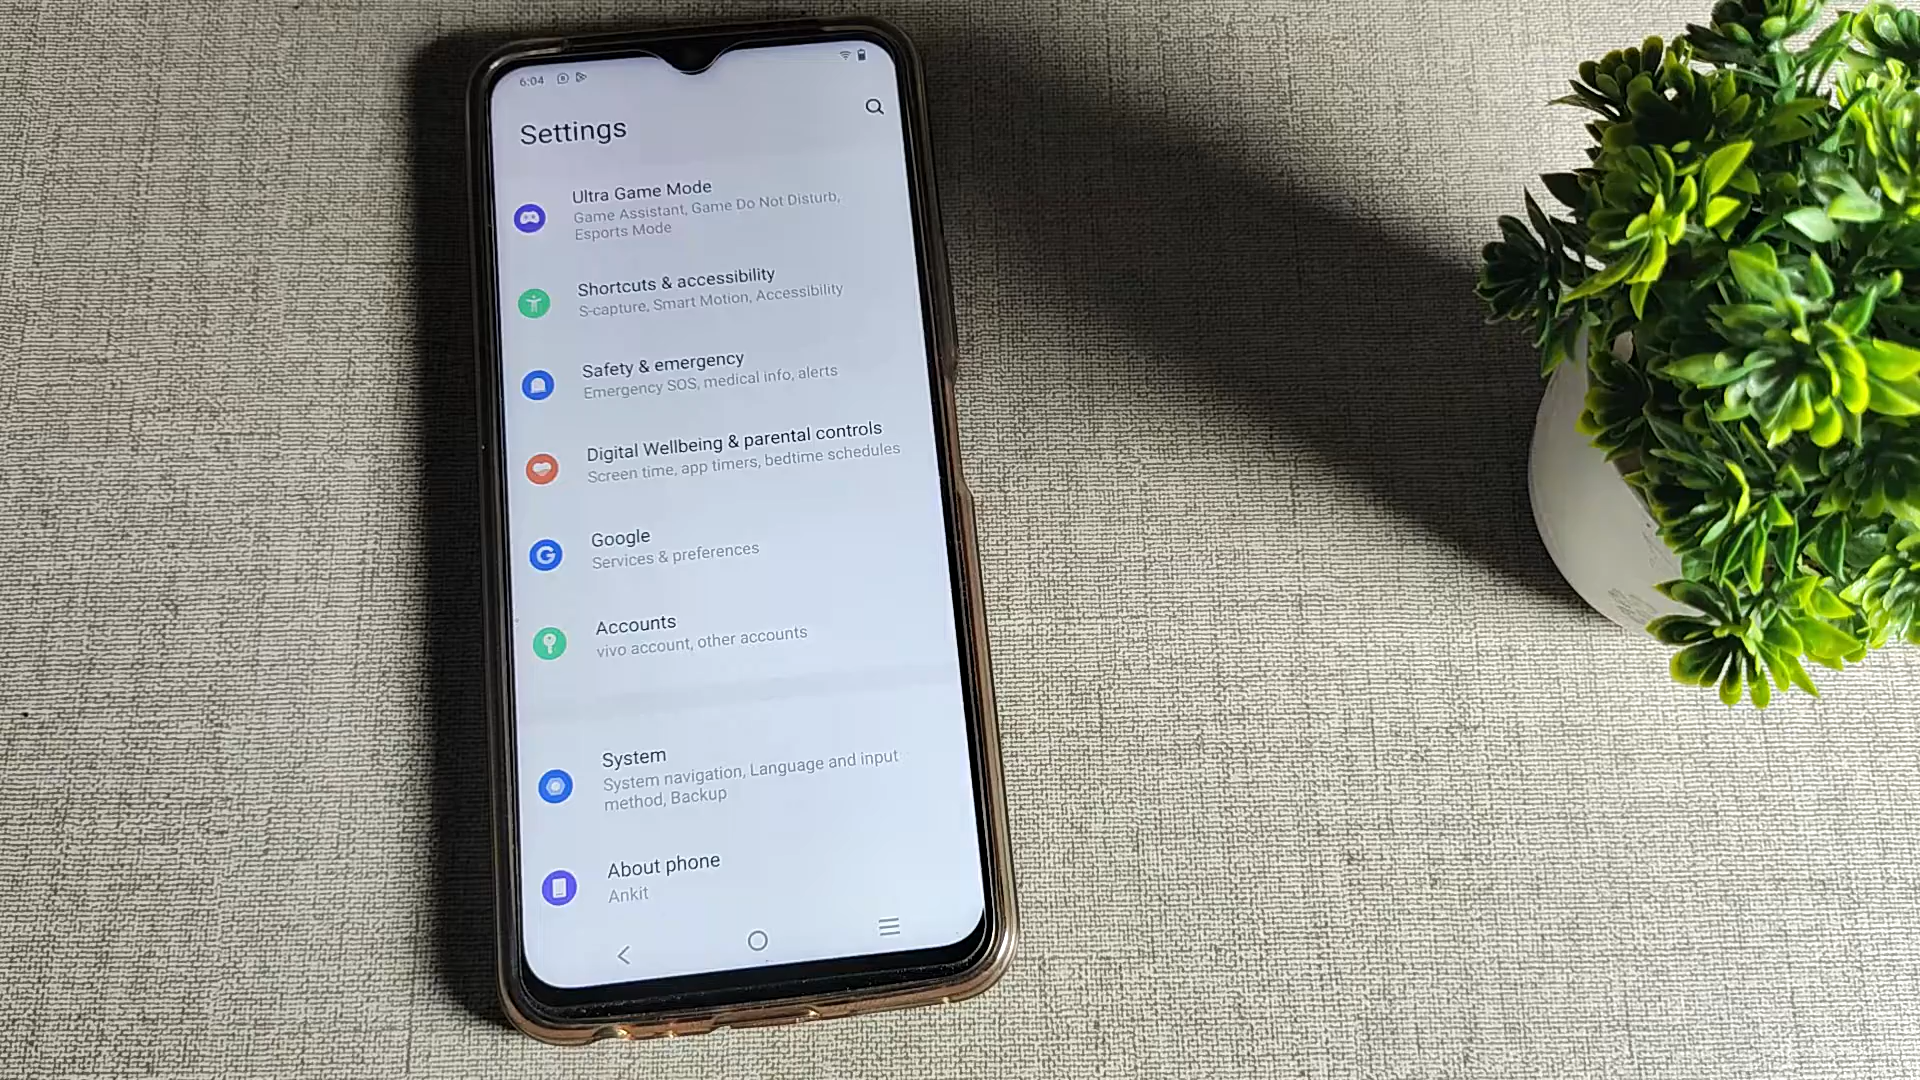 6:04
Settings
Ultra Game Mode
Game Assistant, Game Do Not Disturb,
Esports Mode
Shortcuts & accessibility
S-capture, Smart Motion, Accessibility
Safety & emergency
Emergency SOS, medical info, alerts
Digital Wellbeing & parental controls
Screen time, app timers, bedtime schedules
Google
Services & preferences
Accounts
vivo account, other accounts
System
System navigation, Language and input
method, Backup
About phone
Ankit